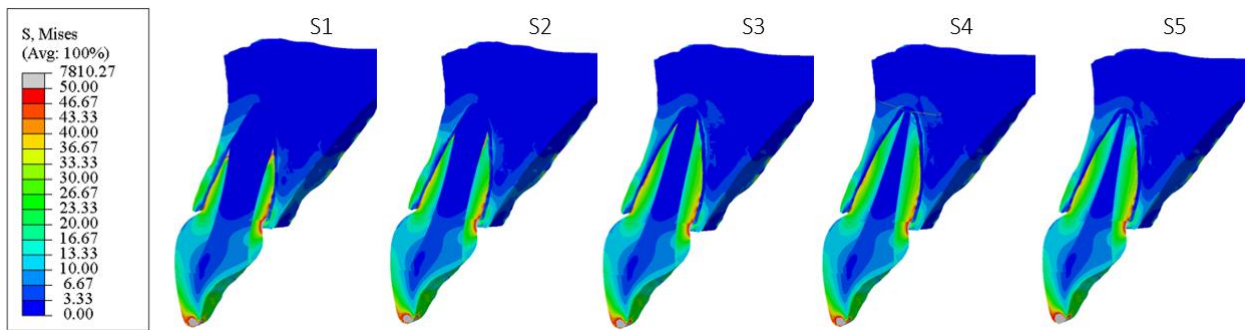 S, Mises
(Avg: 100%)
7810.27
50.00
46.67
43.33
40.00
36.67
33.33
30.00
26.67
23.33
20.00
16.67
13.33
10.00
6.67
3.33
0.00
S1
S2
S3
S4
S5